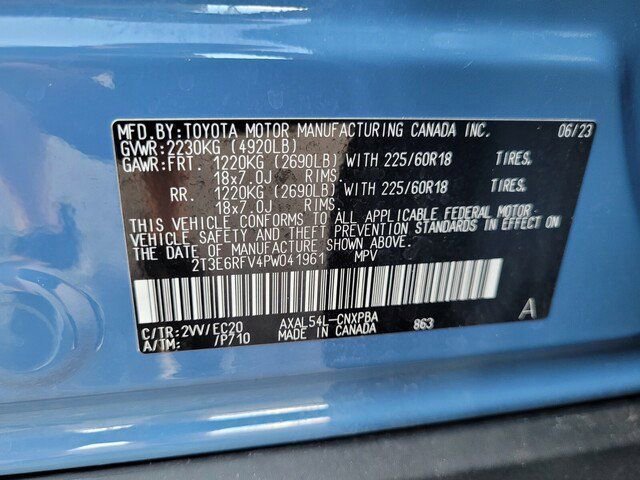 MFD.BY:TOYOTA MOTOR MANUFACTURING CANADA INC. 06/23
GVWR:2230KG (4920LB)
GAWR:FRT. 1220KG (2690LB) WITH 225/60R18 TIRES.
18x7.0J RIMS.
RR. 1220KG (2690LB) WITH 225/60R18 TIRES.
18x7.0J RIMS.
THIS VEHICLE CONFORMS TO ALL APPLICABLE FEDERAL MOTOR
VEHICLE SAFETY AND THEFT PREVENTION STANDARDS IN EFFECT ON
THE DATE OF MANUFACTURE SHOWN ABOVE.
2T3E6RFV4PW041961 MPV
C/TR:2VV/EC20 AXAL54L-CNXPBA 863 A
A/TM: /P710 MADE IN CANADA